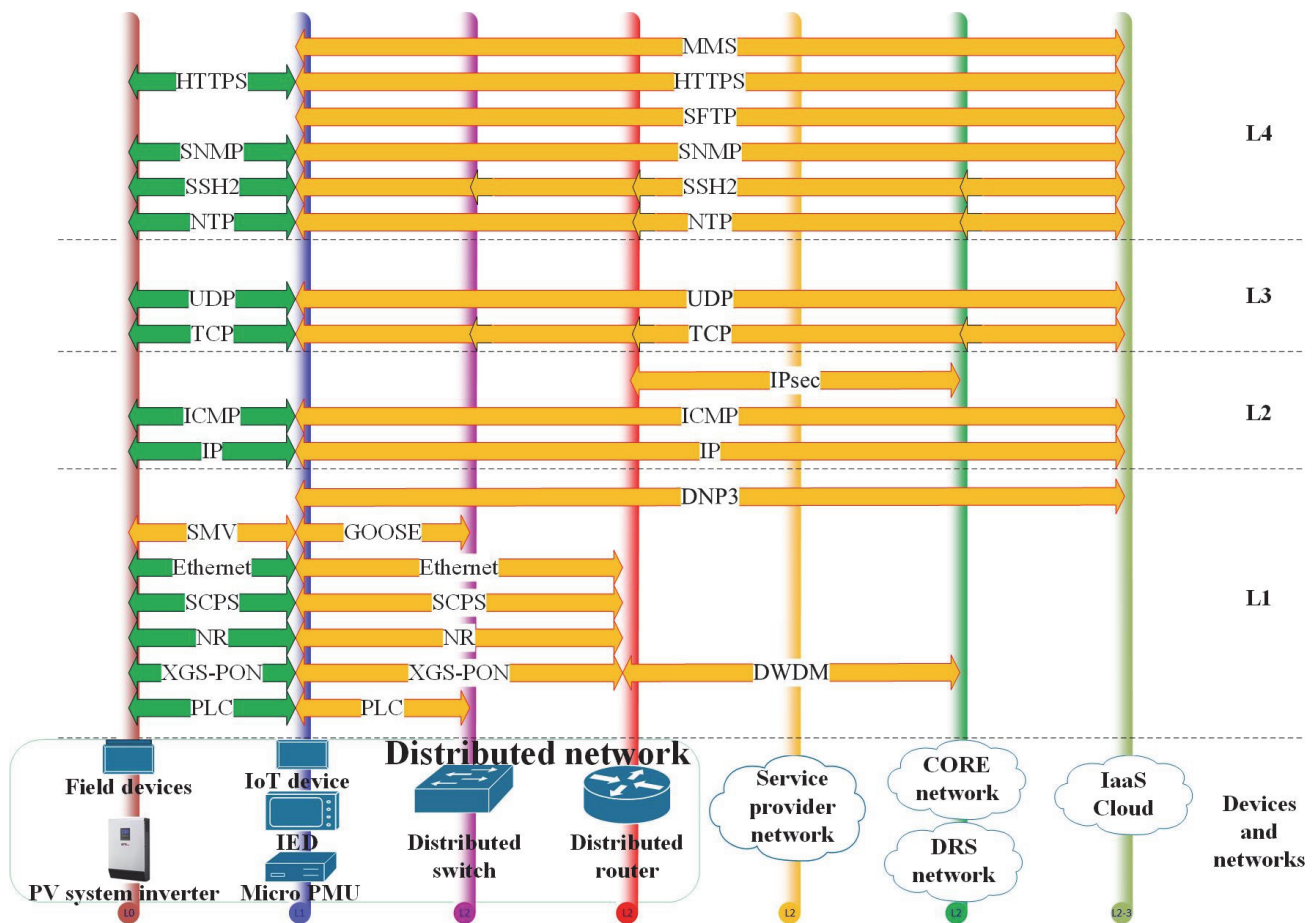 MMS
HTTPS HTTPS
SFTP
L4
SNMP SNMP
SSH2 SSH2
NTP NTP
UDP UDP
L3
TCP TCP
IPsec
ICMP ICMP
L2
IP IP
DNP3
SMV GOOSE
Ethernet Ethernet
SCPS SCPS
L1
NR NR
XGS-PON XGS-PON DWDM
PLC PLC
Distributed network
Field devices
PV system inverter
IoT device
IED
Micro PMU
Distributed
switch
Distributed
router
Service
provider
network
CORE
network
DRS
network
IaaS
Cloud
Devices
and
networks
L0 L1 L2 L2 L2 L2 L2-3